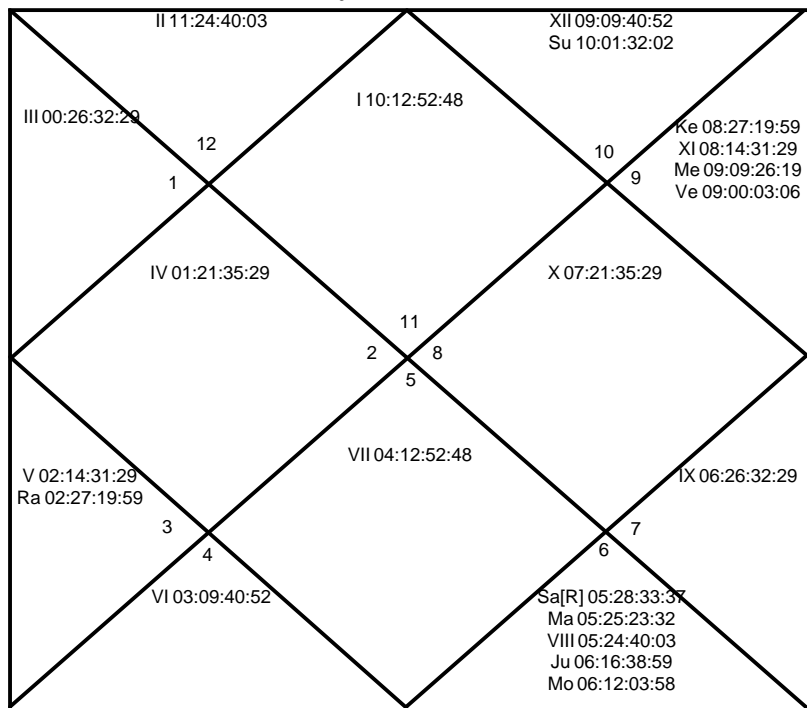 II 11:24:40:03
XII 09:09:40:52
Su 10:01:32:02
I 10:12:52:48
III 00:26:32:29
Ke 08:27:19:59
XI 08:14:31:29
Me 09:09:26:19
Ve 09:00:03:06
12
10
1
9
IV 01:21:35:29
X 07:21:35:29
11
2
8
5
VII 04:12:52:48
V 02:14:31:29
Ra 02:27:19:59
IX 06:26:32:29
3
7
4
6
VI 03:09:40:52
Sa[R] 05:28:33:37
Ma 05:25:23:32
VIII 05:24:40:03
Ju 06:16:38:59
Mo 06:12:03:58